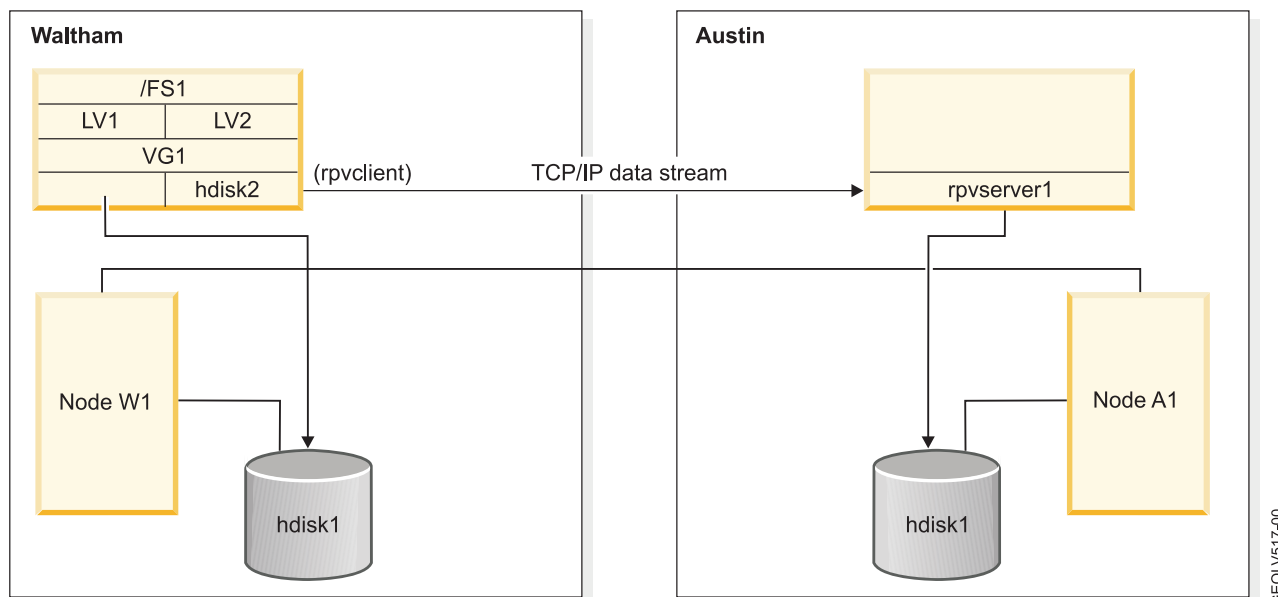 Waltham
Austin
/FS1
LV1
LV2
VG1
hdisk2
(rpvclient)
TCP/IP data stream
rpvserver1
Node W1
Node A1
hdisk1
hdisk1